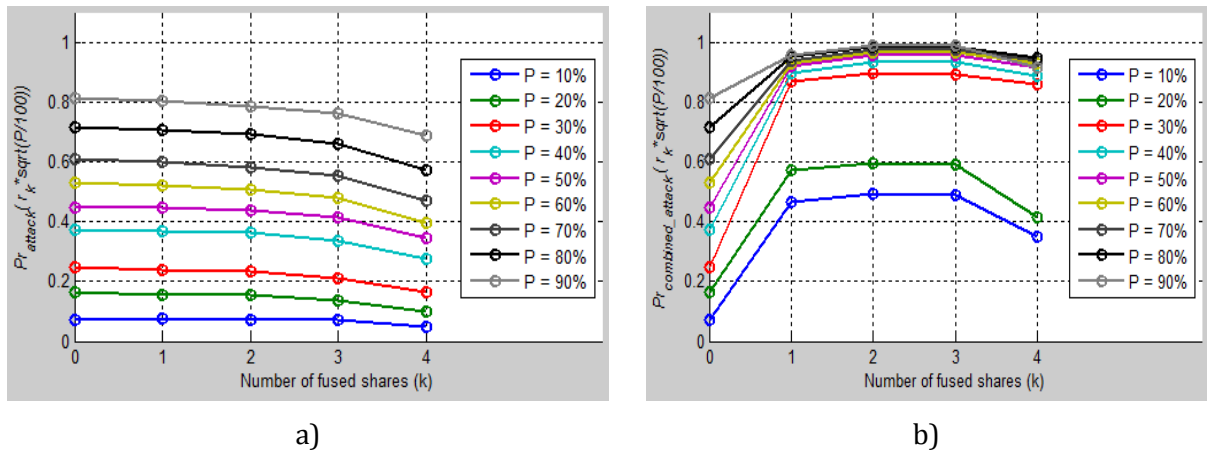 1
0.8
0.6
0.4
0.2
0
0 1 2 3 4
Pr_attack( r_k*sqrt(P/100))
Number of fused shares (k)
P = 10%
P = 20%
P = 30%
P = 40%
P = 50%
P = 60%
P = 70%
P = 80%
P = 90%
a)
1
0.8
0.6
0.4
0.2
0
0 1 2 3 4
Pr_combined_attack( r_k*sqrt(P/100))
Number of fused shares (k)
P = 10%
P = 20%
P = 30%
P = 40%
P = 50%
P = 60%
P = 70%
P = 80%
P = 90%
b)